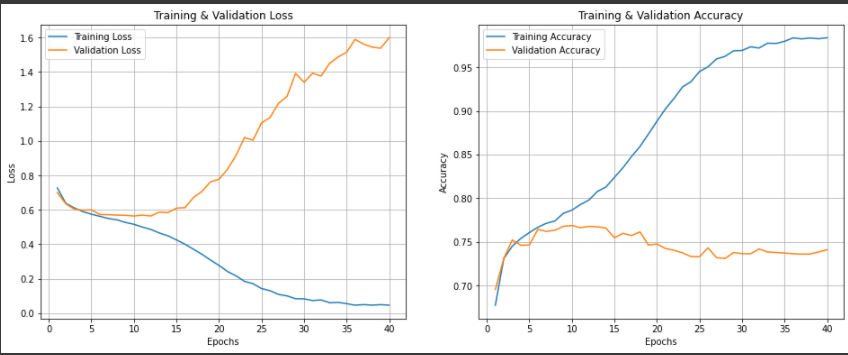 Training & Validation Loss
Training Loss
Validation Loss
1.6
1.4
1.2
1.0
0.8
0.6
0.4
0.2
0.0
Loss
0 5 10 15 20 25 30 35 40
Epochs
Training & Validation Accuracy
Training Accuracy
Validation Accuracy
0.95
0.90
0.85
0.80
0.75
0.70
Accuracy
0 5 10 15 20 25 30 35 40
Epochs